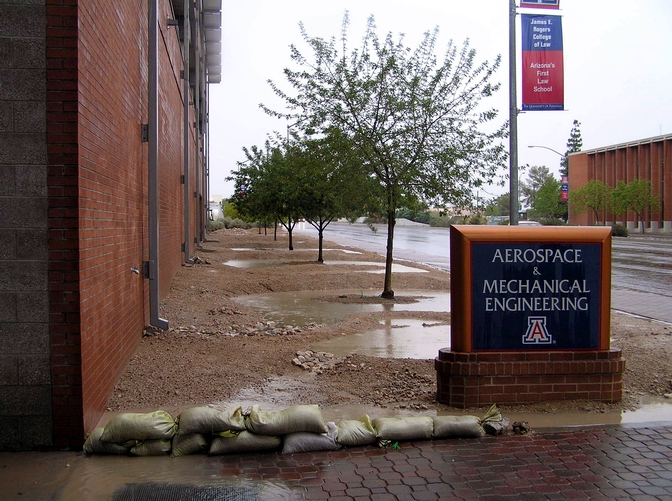 James E.
Rogers
College
of Law
Arizona's
First
Law
School
AEROSPACE
&
MECHANICAL
ENGINEERING
A